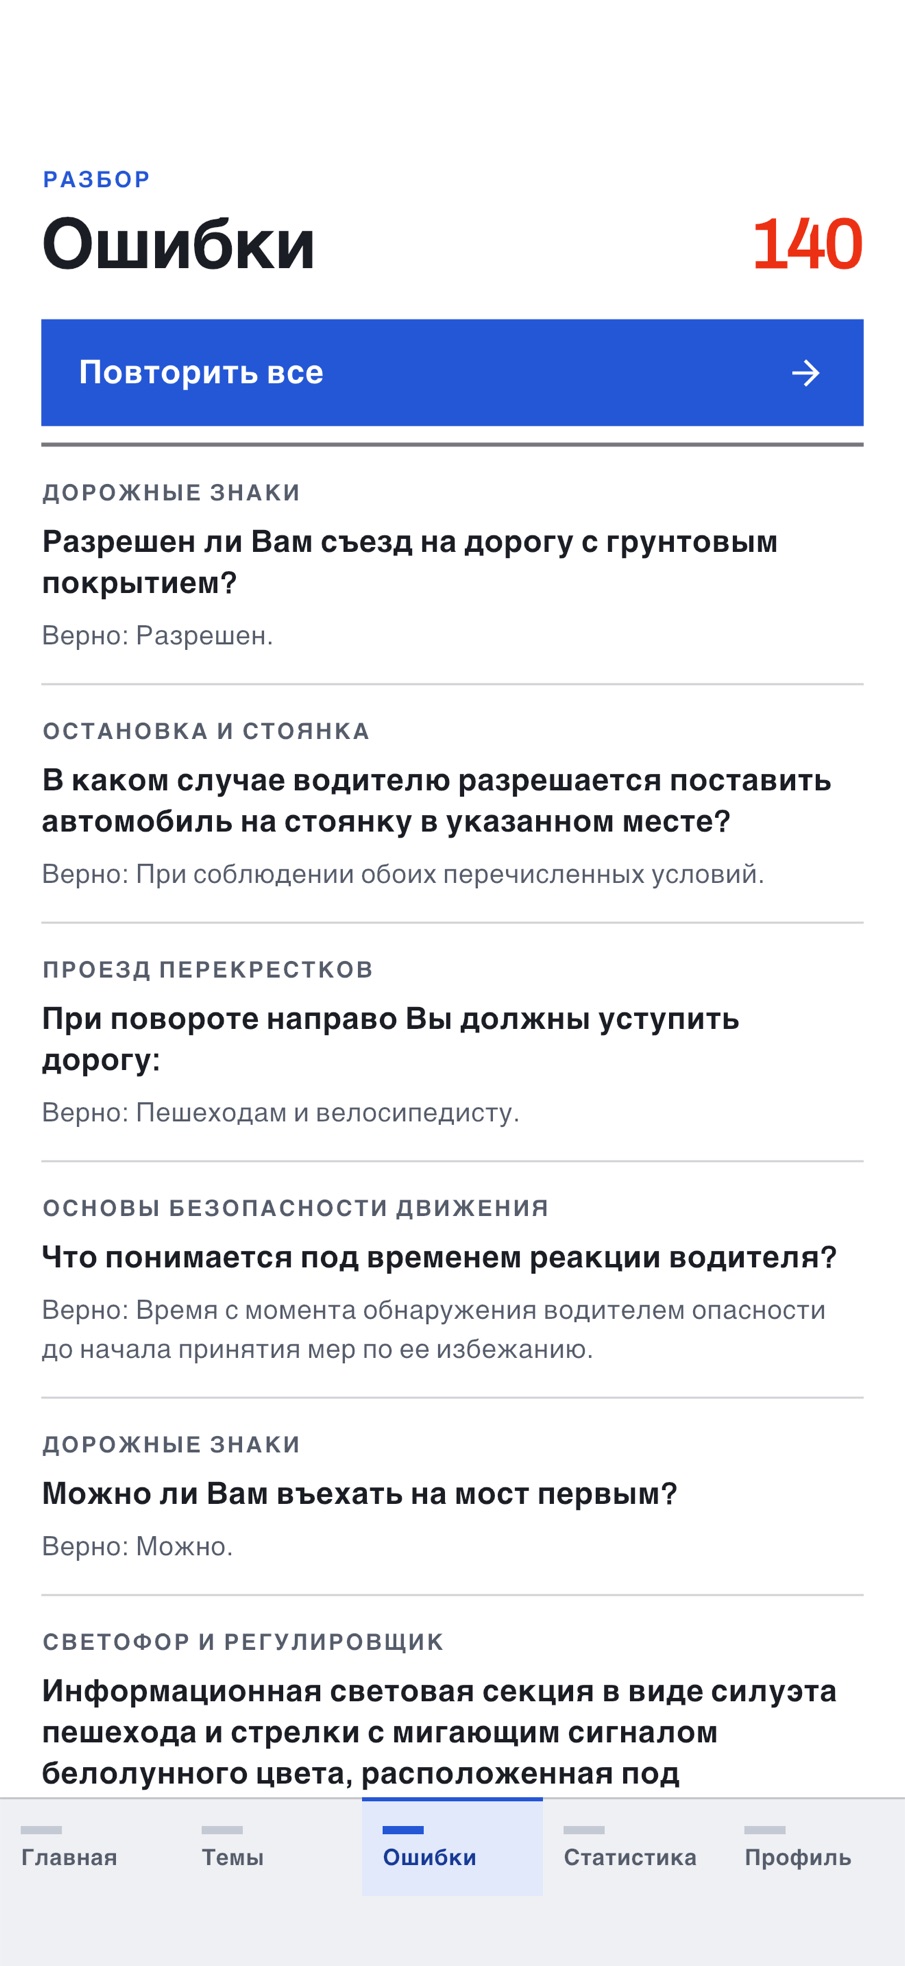 РАЗБОР
Ошибки
140
Повторить все →
ДОРОЖНЫЕ ЗНАКИ
Разрешен ли Вам съезд на дорогу с грунтовым
покрытием?
Верно: Разрешен.
ОСТАНОВКА И СТОЯНКА
В каком случае водителю разрешается поставить
автомобиль на стоянку в указанном месте?
Верно: При соблюдении обоих перечисленных условий.
ПРОЕЗД ПЕРЕКРЕСТКОВ
При повороте направо Вы должны уступить
дорогу:
Верно: Пешеходам и велосипедисту.
ОСНОВЫ БЕЗОПАСНОСТИ ДВИЖЕНИЯ
Что понимается под временем реакции водителя?
Верно: Время с момента обнаружения водителем опасности
до начала принятия мер по ее избежанию.
ДОРОЖНЫЕ ЗНАКИ
Можно ли Вам въехать на мост первым?
Верно: Можно.
СВЕТОФОР И РЕГУЛИРОВЩИК
Информационная световая секция в виде силуэта
пешехода и стрелки с мигающим сигналом
белолунного цвета, расположенная под
Главная
Темы
Ошибки
Статистика
Профиль